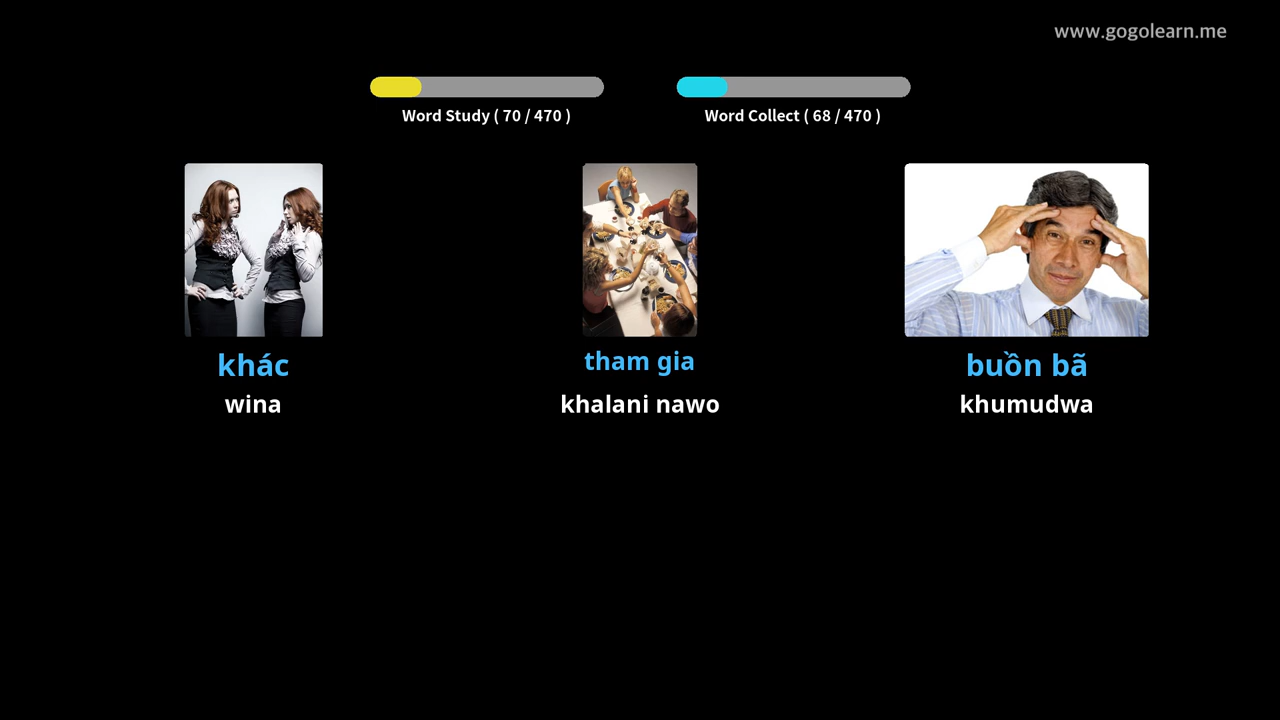 www.gogolearn.me
Word Study ( 70 / 470 )
Word Collect ( 68 / 470 )
khác
wina
tham gia
khalani nawo
buồn bã
khumudwa